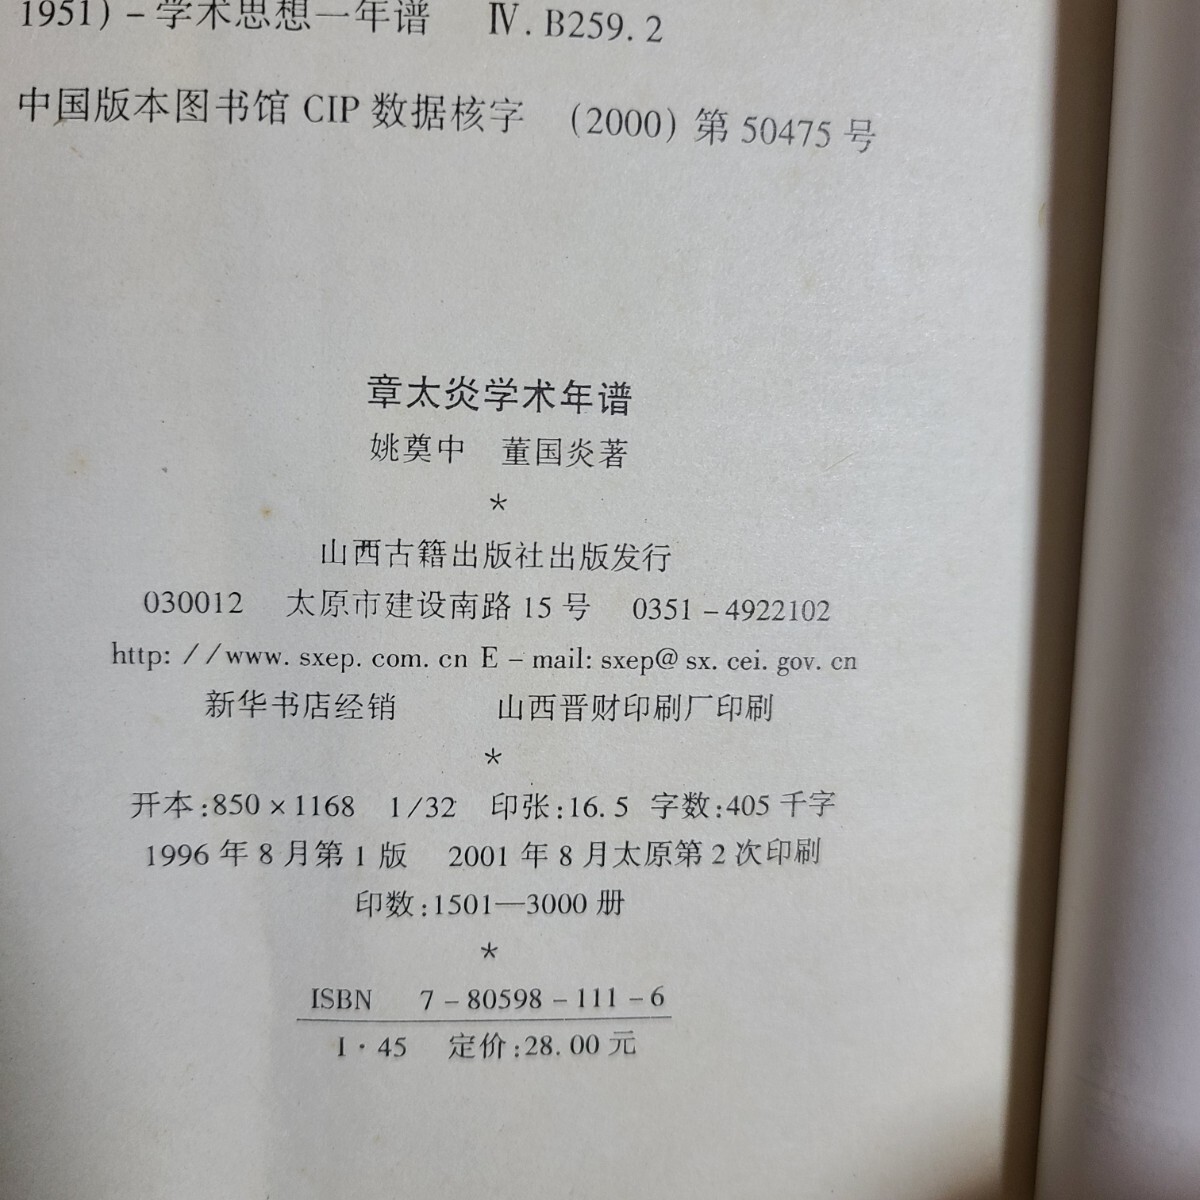 1951)－学术思想－年谱 Ⅳ.B259.2
中国版本图书馆 CIP 数据核字 (2000) 第 50475 号
章太炎学术年谱
姚奠中 董国炎著
*
山西古籍出版社出版发行
030012 太原市建设南路 15 号 0351－4922102
http: //www. sxep. com. cn E－mail: sxep@ sx. cei. gov. cn
新华书店经销 山西晋财印刷厂印刷
*
开本:850×1168 1/32 印张:16.5 字数:405 千字
1996 年 8 月第 1 版 2001 年 8 月太原第 2 次印刷
印数:1501—3000 册
*
ISBN 7－80598－111－6
I·45 定价:28.00 元